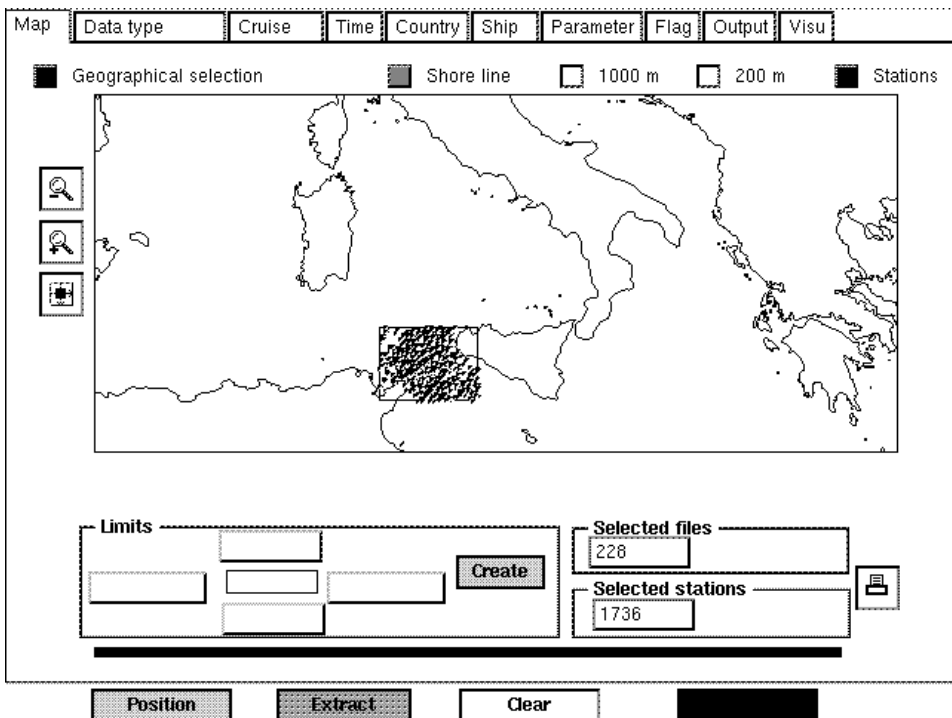 Map Data type Cruise Time Country Ship Parameter Flag Output Visu
Geographical selection Shore line 1000 m 200 m Stations
Limits
Create
Selected files
228
Selected stations
1736
Position Extract Clear